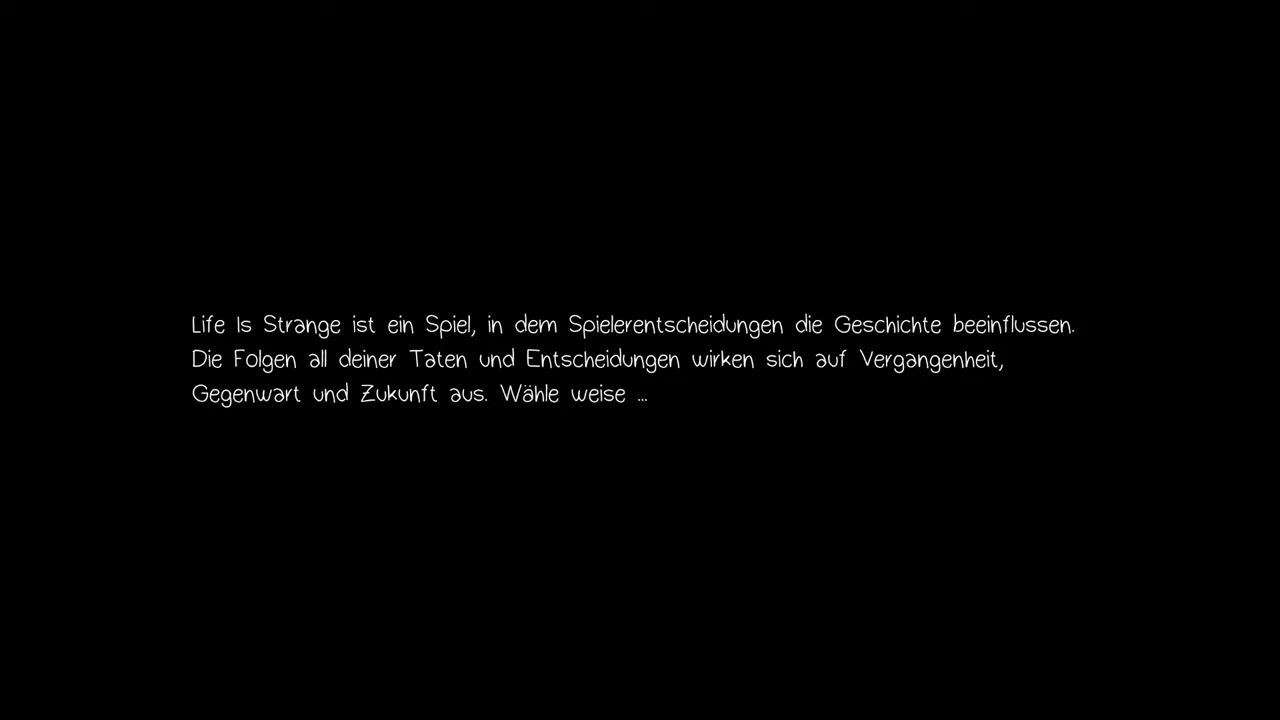 Life Is Strange ist ein Spiel, in dem Spielerentscheidungen die Geschichte beeinflussen.
Die Folgen all deiner Taten und Entscheidungen wirken sich auf Vergangenheit,
Gegenwart und Zukunft aus. Wähle weise ...